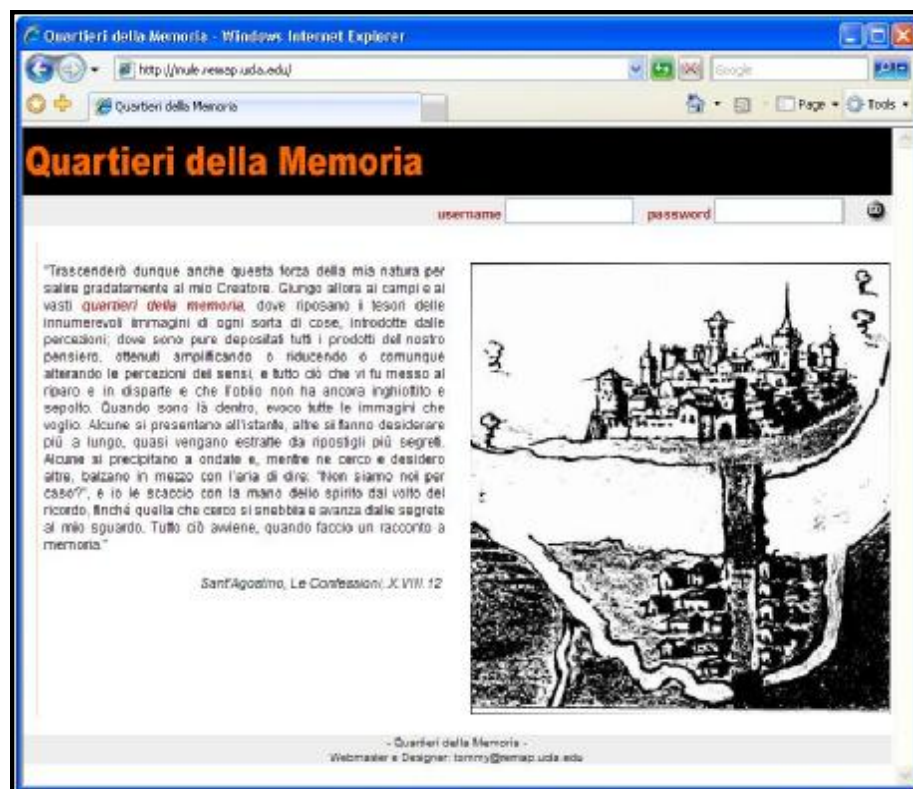 Quartieri della Memoria - Windows Internet Explorer
http://mule.remap.ucla.edu/
Google
Quartieri della Memoria
Page
Tools
Quartieri della Memoria
username
password
"Trascenderò dunque anche questa forza della mia natura per
salire gradatamente al mio Creatore. Giungo allora ai campi e ai
vasti quartieri della memoria, dove riposano i tesori delle
innumerevoli immagini di ogni sorta di cose, introdotte dalle
percezioni; dove sono pure depositati tutti i prodotti del nostro
pensiero, ottenuti amplificando o riducendo o comunque
alterando le percezioni dei sensi, e tutto ciò che vi fu messo al
riparo e in disparte e che l'oblio non ha ancora inghiottito e
sepolto. Quando sono là dentro, evoco tutte le immagini che
voglio. Alcune si presentano all'istante, altre si fanno desiderare
più a lungo, quasi vengano estratte da ripostigli più segreti.
Alcune si precipitano a ondate e, mentre ne cerco e desidero
altre, balzano in mezzo con l'aria di dire: "Non siamo noi per
caso?", e io le scaccio con la mano dello spirito dal volto del
ricordo, finché quella che cerco si snebbia e avanza dalle segrete
al mio sguardo. Tutto ciò avviene, quando faccio un racconto a
memoria."
Sant'Agostino, Le Confessioni, X.VIII.12
- Quartieri della Memoria -
Webmaster e Designer: tommy@remap.ucla.edu